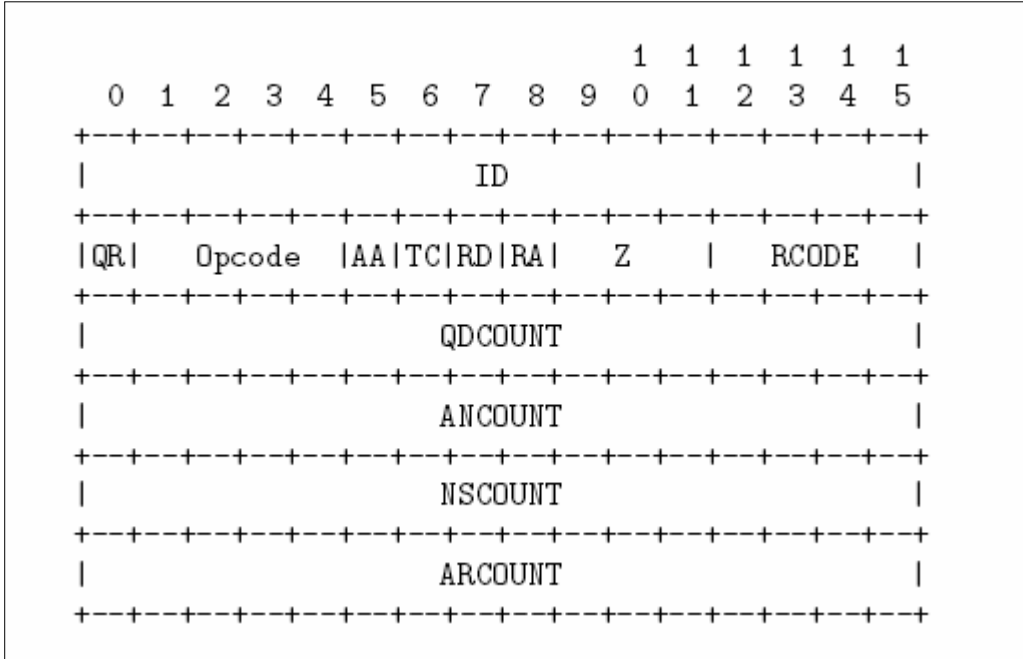 1 1 1 1 1 1
0 1 2 3 4 5 6 7 8 9 0 1 2 3 4 5
+--+--+--+--+--+--+--+--+--+--+--+--+--+--+--+--+
| ID |
+--+--+--+--+--+--+--+--+--+--+--+--+--+--+--+--+
|QR| Opcode |AA|TC|RD|RA| Z | RCODE |
+--+--+--+--+--+--+--+--+--+--+--+--+--+--+--+--+
| QDCOUNT |
+--+--+--+--+--+--+--+--+--+--+--+--+--+--+--+--+
| ANCOUNT |
+--+--+--+--+--+--+--+--+--+--+--+--+--+--+--+--+
| NSCOUNT |
+--+--+--+--+--+--+--+--+--+--+--+--+--+--+--+--+
| ARCOUNT |
+--+--+--+--+--+--+--+--+--+--+--+--+--+--+--+--+